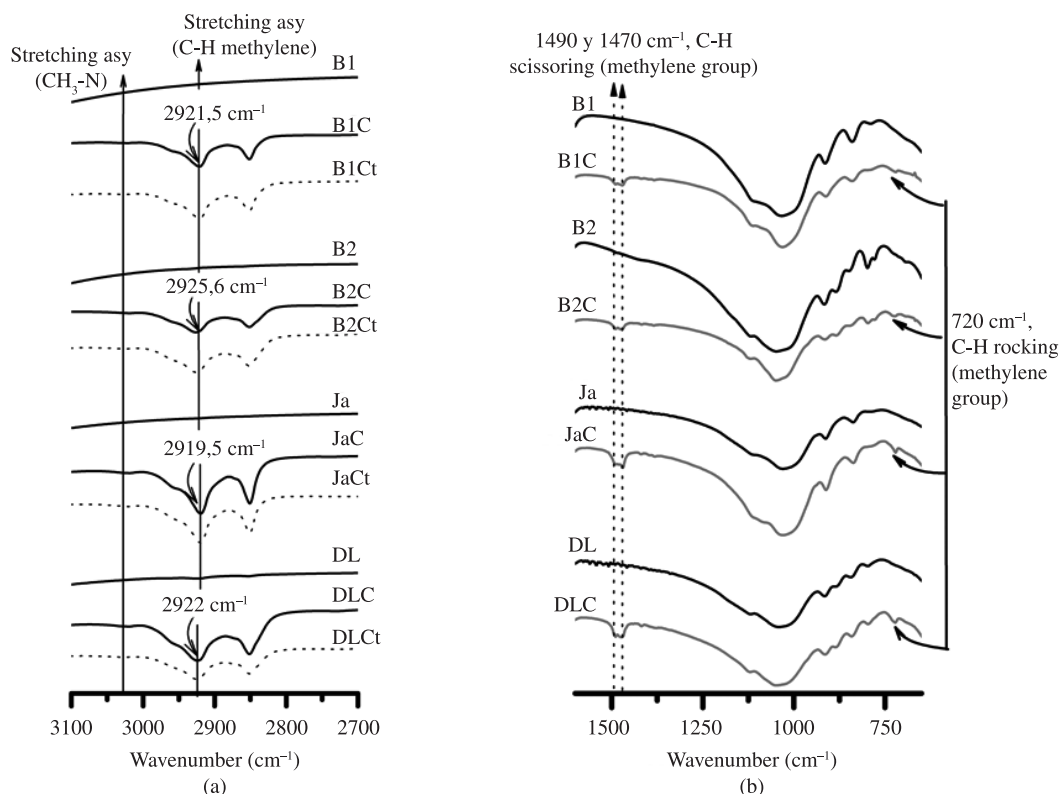 Stretching asy
(CH₃-N)
Stretching asy
(C-H methylene)
B1
2921,5 cm⁻¹
B1C
B1Ct
B2
2925,6 cm⁻¹
B2C
B2Ct
Ja
2919,5 cm⁻¹
JaC
JaCt
DL
2922 cm⁻¹
DLC
DLCt
3100 3000 2900 2800 2700
Wavenumber (cm⁻¹)
(a)
1490 y 1470 cm⁻¹, C-H
scissoring (methylene group)
B1
B1C
B2
B2C
720 cm⁻¹,
C-H rocking
(methylene
group)
Ja
JaC
DL
DLC
1500 1250 1000 750
Wavenumber (cm⁻¹)
(b)